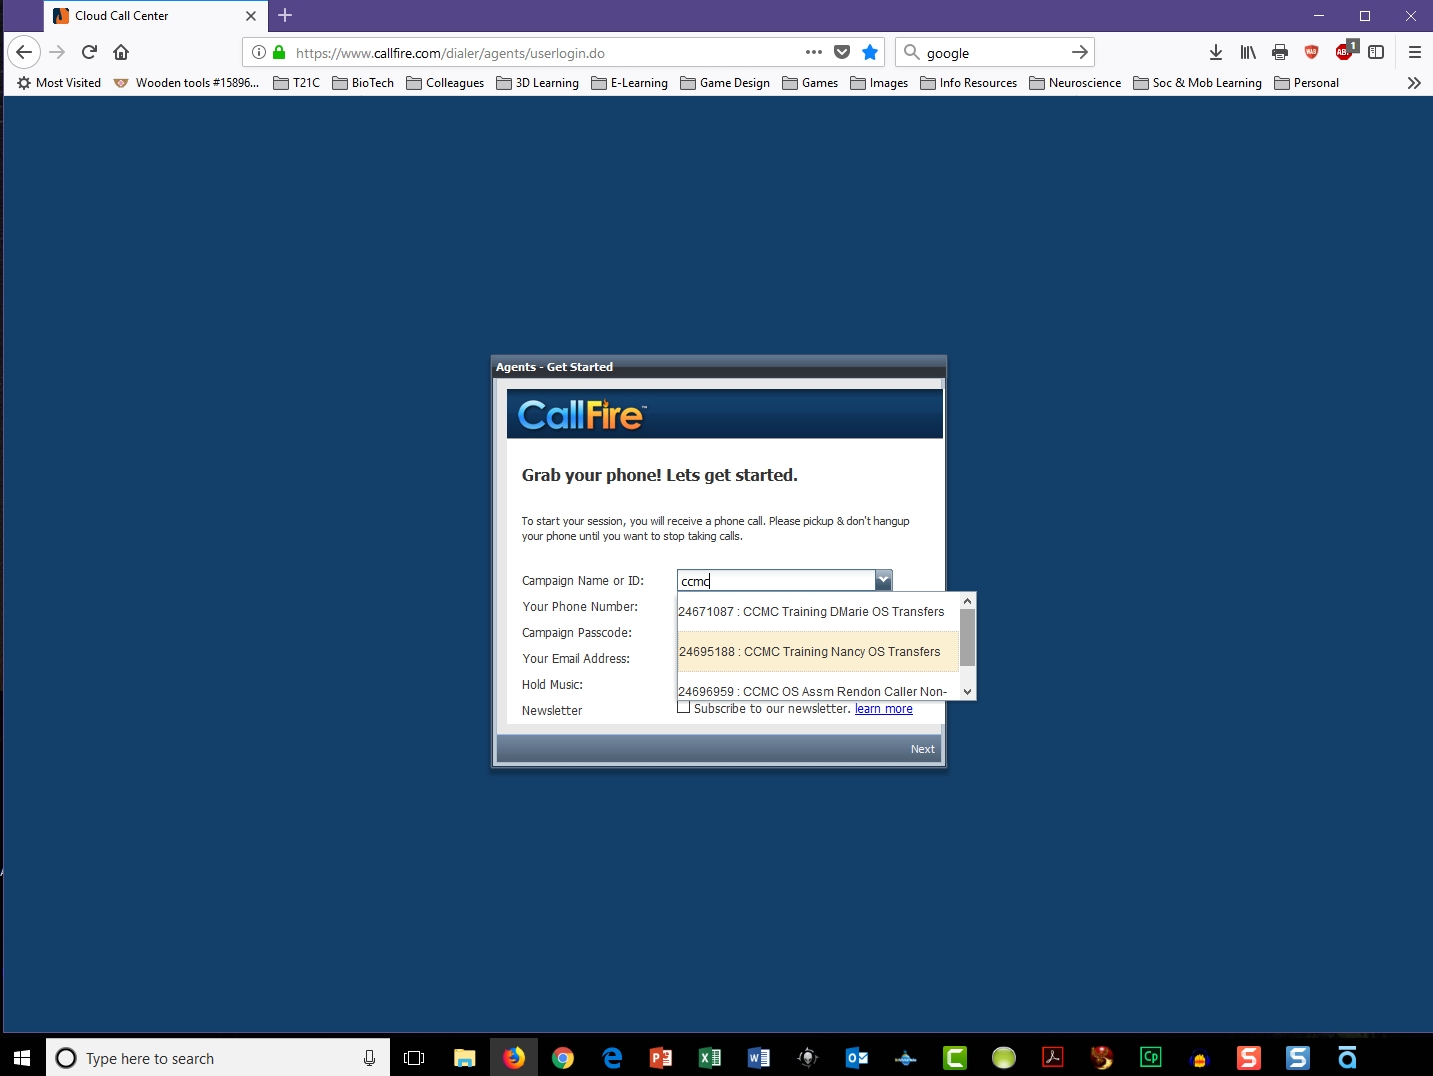 Cloud Call Center
https://www.callfire.com/dialer/agents/userlogin.do
google
1
Most Visited
Wooden tools #15896...
T21C
BioTech
Colleagues
3D Learning
E-Learning
Game Design
Games
Images
Info Resources
Neuroscience
Soc & Mob Learning
Personal
Agents - Get Started
CallFire™
Grab your phone! Lets get started.
To start your session, you will receive a phone call. Please pickup & don't hangup
your phone until you want to stop taking calls.
Campaign Name or ID:
ccmc
24671087 : CCMC Training DMarie OS Transfers
Your Phone Number:
Campaign Passcode:
24695188 : CCMC Training Nancy OS Transfers
Your Email Address:
Hold Music:
24696959 : CCMC OS Assm Rendon Caller Non-
Newsletter
Subscribe to our newsletter. learn more
Next
Type here to search